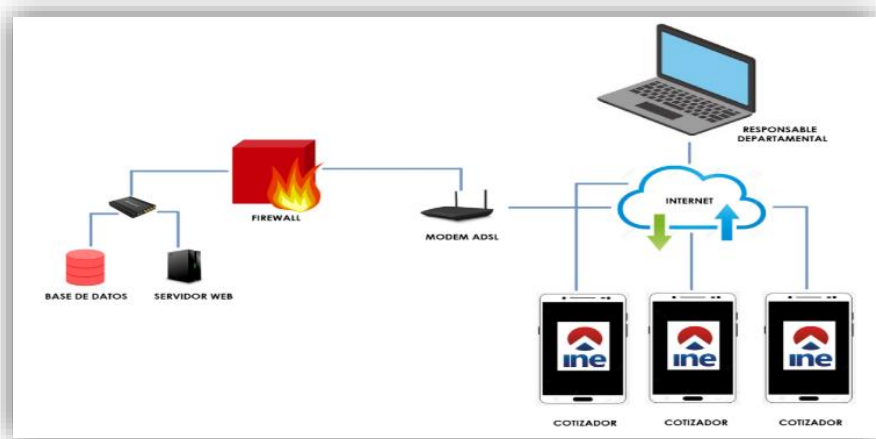 RESPONSABLE
DEPARTAMENTAL
INTERNET
FIREWALL
MODEM ADSL
BASE DE DATOS
SERVIDOR WEB
ine
ine
ine
COTIZADOR
COTIZADOR
COTIZADOR